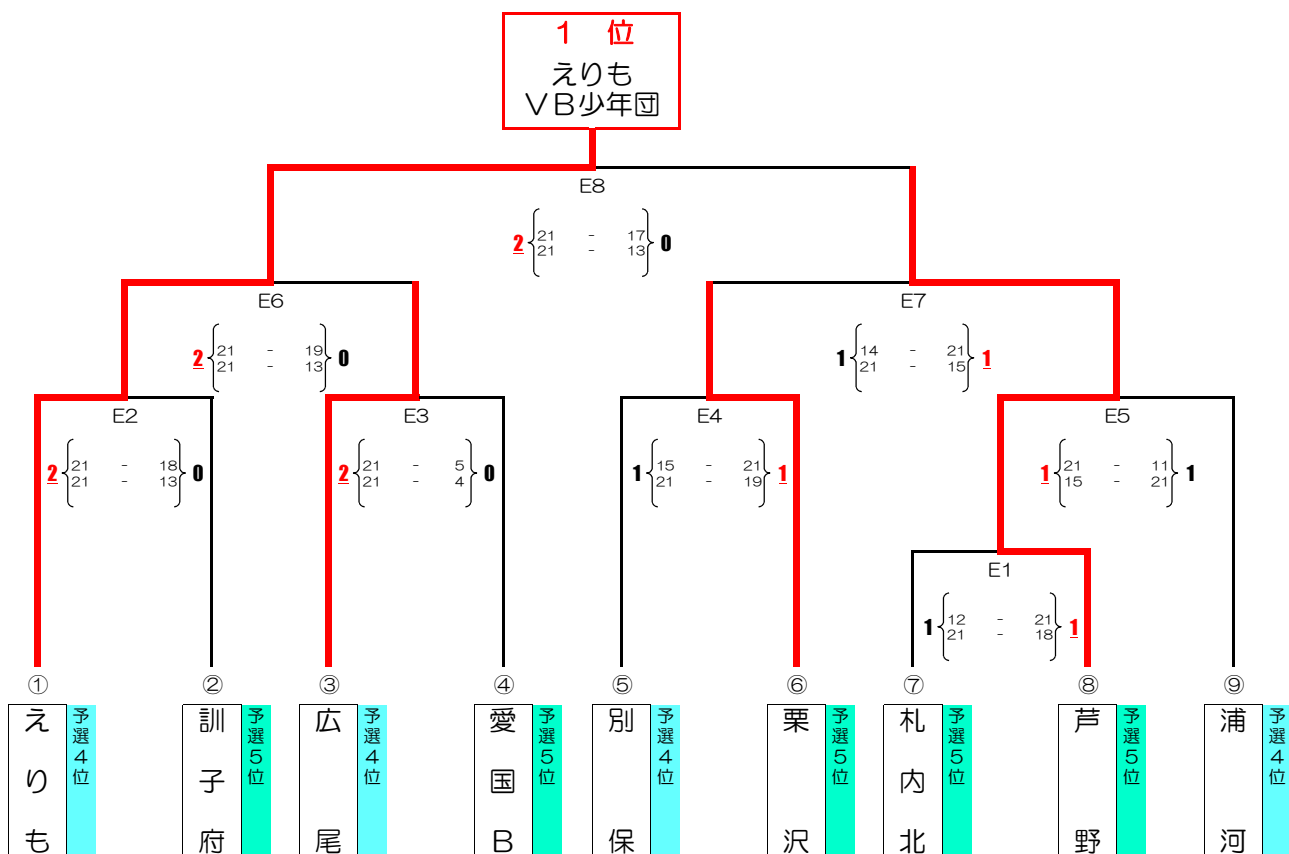 1 位
えりも
VB少年団
E8
2 21 - 17 0
21 - 13
E6
2 21 - 19 0
21 - 13
E7
1 14 - 21 1
21 - 15
E2
2 21 - 18 0
21 - 13
E3
2 21 - 5 0
21 - 4
E4
1 15 - 21 1
21 - 19
E5
1 21 - 11 1
15 - 21
E1
1 12 - 21 1
21 - 18
① ② ③ ④ ⑤ ⑥ ⑦ ⑧ ⑨
えりも
予選4位
訓子府
予選5位
広尾
予選4位
愛国B
予選5位
別保
予選4位
栗沢
予選5位
札内北
予選5位
芦野
予選5位
浦河
予選4位